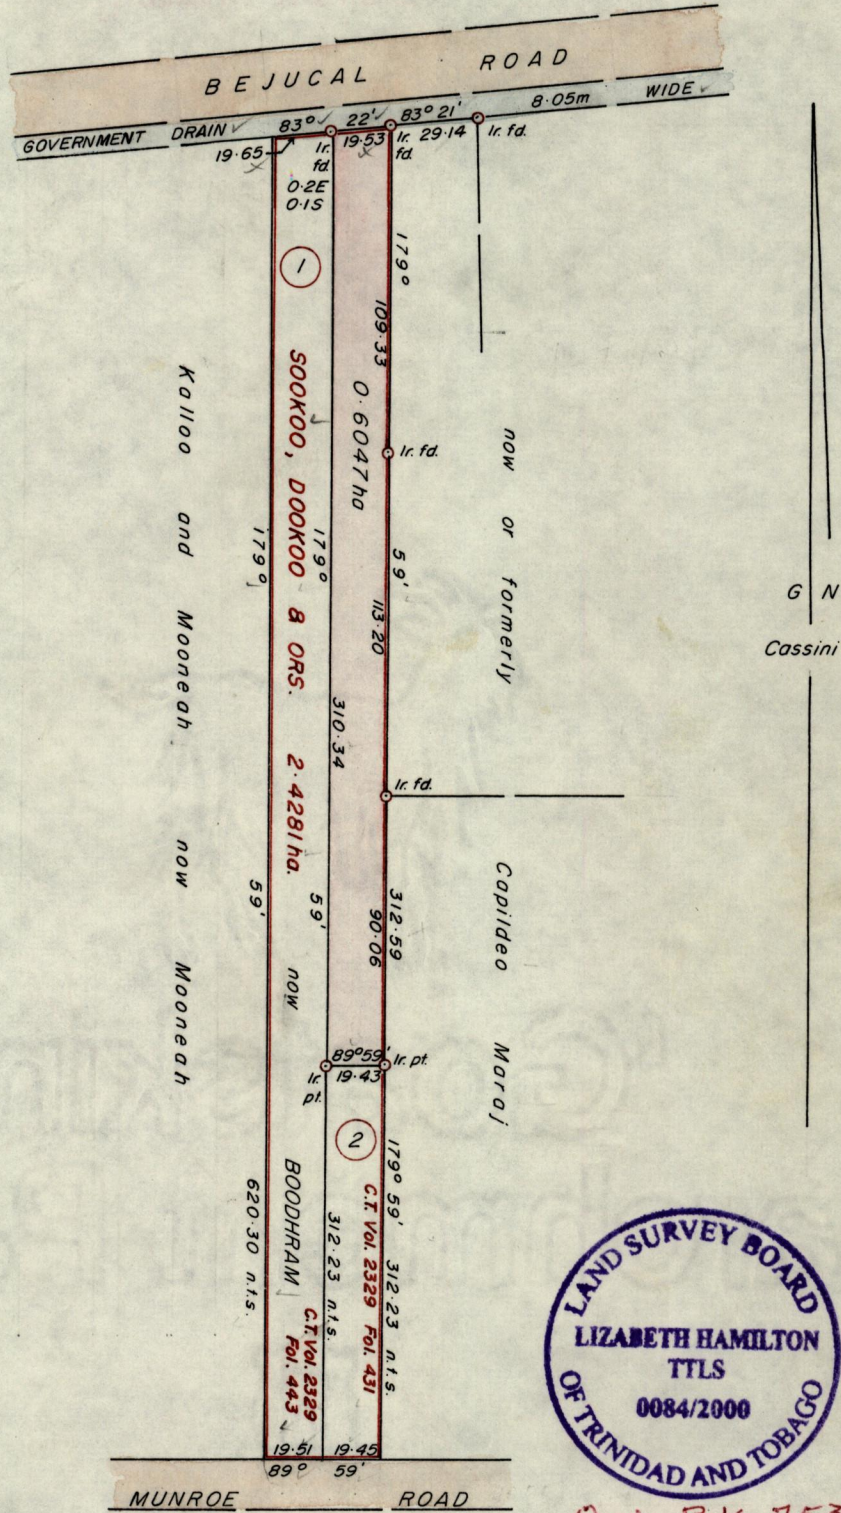 BEJUCAL ROAD
GOVERNMENT DRAIN 83° 22' 83° 21' 8.05m WIDE
19.65 19.53 29.14
Ir. fd. Ir. fd. Ir. fd.
0.2E
0.1S
1
179° 59'
109.33
113.20
90.06
312.59
Ir. fd.
Ir. fd.
0.6047ha
SOOKOO, DOOKOO & ORS. 2.4281ha.
now BOODHRAM
179° 59'
310.34
179° 59'
Kalloo and Mooneah now Mooneah
now or formerly
Capildeo Maraj
G N
Cassini
89° 59'
19.43
Ir. pt.
Ir. pt.
2
179° 59' 312.23 n.t.s.
C.T. Vol. 2329 Fol. 431
312.23 n.t.s.
C.T. Vol. 2329
Fol. 443
620.30 n.t.s.
19.51 19.45
89° 59'
MUNROE ROAD
LAND SURVEY BOARD
LIZABETH HAMILTON
TTLS
0084/2000
OF TRINIDAD AND TOBAGO